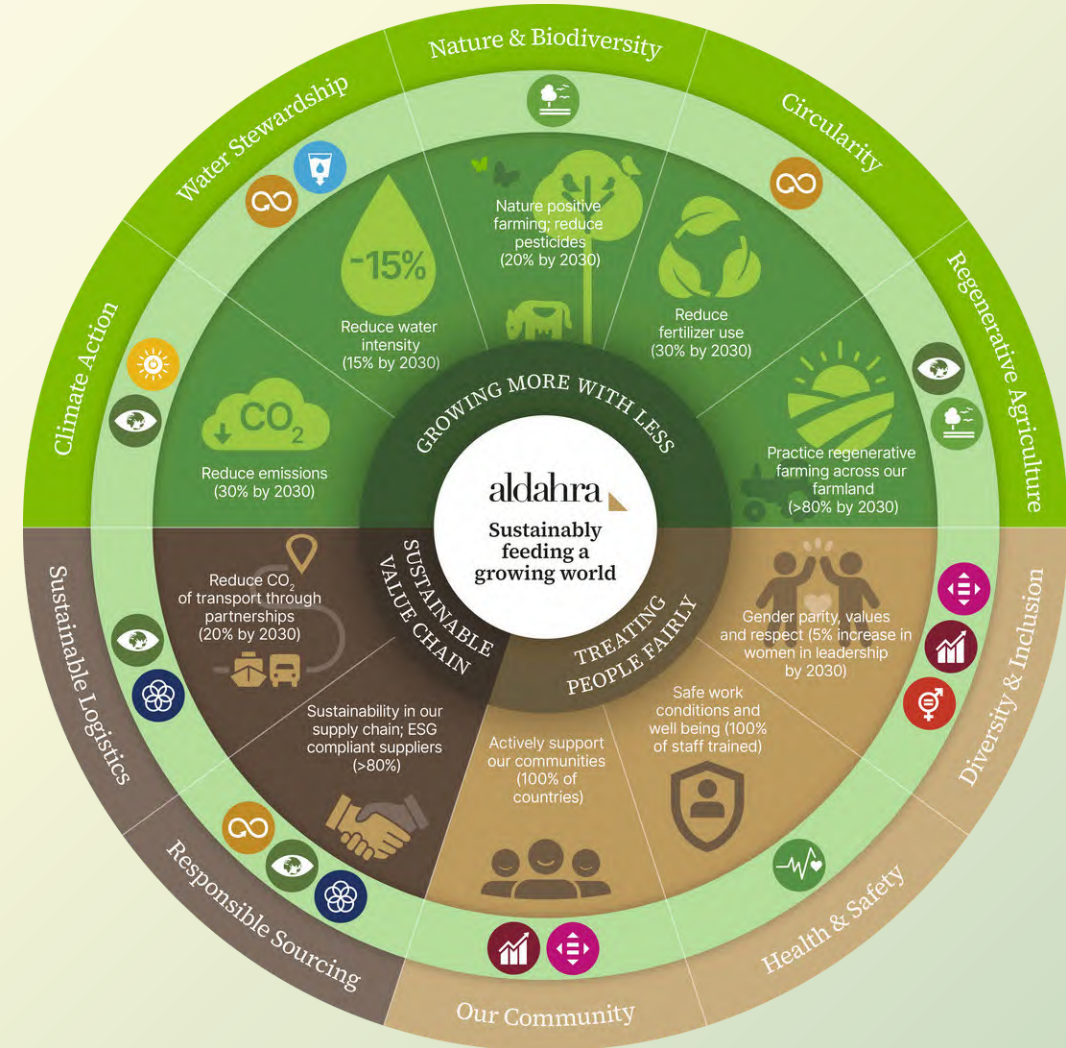 Nature & Biodiversity
Circularity
Regenerative Agriculture
Diversity & Inclusion
Health & Safety
Our Community
Responsible Sourcing
Sustainable Logistics
Climate Action
Water Stewardship
Nature positive
farming; reduce
pesticides
(20% by 2030)
Reduce
fertilizer use
(30% by 2030)
Practice regenerative
farming across our
farmland
(>80% by 2030)
Gender parity, values
and respect (5% increase in
women in leadership
by 2030)
Safe work
conditions and
well being (100%
of staff trained)
Actively support
our communities
(100% of
countries)
Sustainability in our
supply chain; ESG
compliant suppliers
(>80%)
Reduce CO₂
of transport through
partnerships
(20% by 2030)
CO₂
Reduce emissions
(30% by 2030)
-15%
Reduce water
intensity
(15% by 2030)
GROWING MORE WITH LESS
TREATING
PEOPLE FAIRLY
SUSTAINABLE
VALUE CHAIN
aldahra
Sustainably
feeding a
growing world